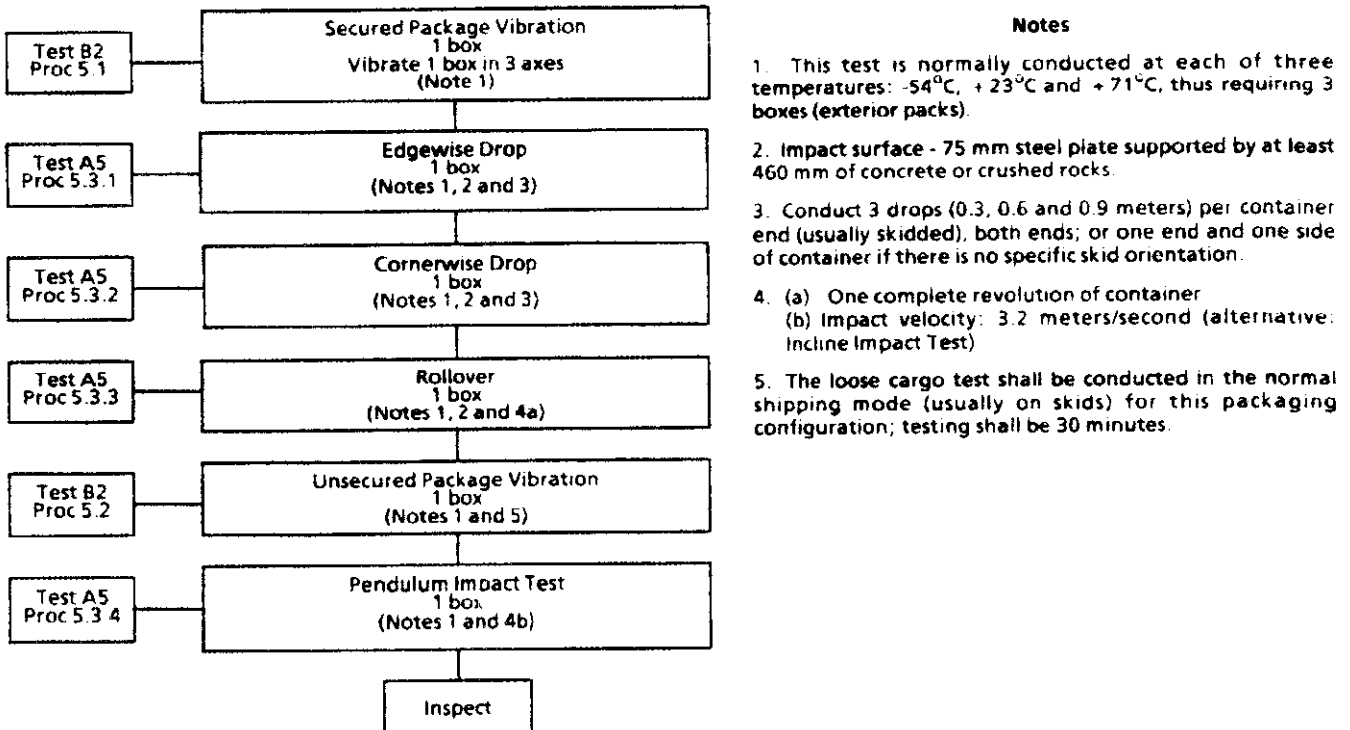 Test B2
Proc 5.1
Secured Package Vibration
1 box
Vibrate 1 box in 3 axes
(Note 1)
Test A5
Proc 5.3.1
Edgewise Drop
1 box
(Notes 1, 2 and 3)
Test A5
Proc 5.3.2
Cornerwise Drop
1 box
(Notes 1, 2 and 3)
Test A5
Proc 5.3.3
Rollover
1 box
(Notes 1, 2 and 4a)
Test B2
Proc 5.2
Unsecured Package Vibration
1 box
(Notes 1 and 5)
Test A5
Proc 5.3 4
Pendulum Impact Test
1 box
(Notes 1 and 4b)
Inspect
Notes
1. This test is normally conducted at each of three
temperatures: -54°C, + 23°C and + 71°C, thus requiring 3
boxes (exterior packs).
2. Impact surface - 75 mm steel plate supported by at least
460 mm of concrete or crushed rocks.
3. Conduct 3 drops (0.3, 0.6 and 0.9 meters) per container
end (usually skidded), both ends; or one end and one side
of container if there is no specific skid orientation.
4. (a) One complete revolution of container
(b) Impact velocity: 3.2 meters/second (alternative:
Incline Impact Test)
5. The loose cargo test shall be conducted in the normal
shipping mode (usually on skids) for this packaging
configuration; testing shall be 30 minutes.